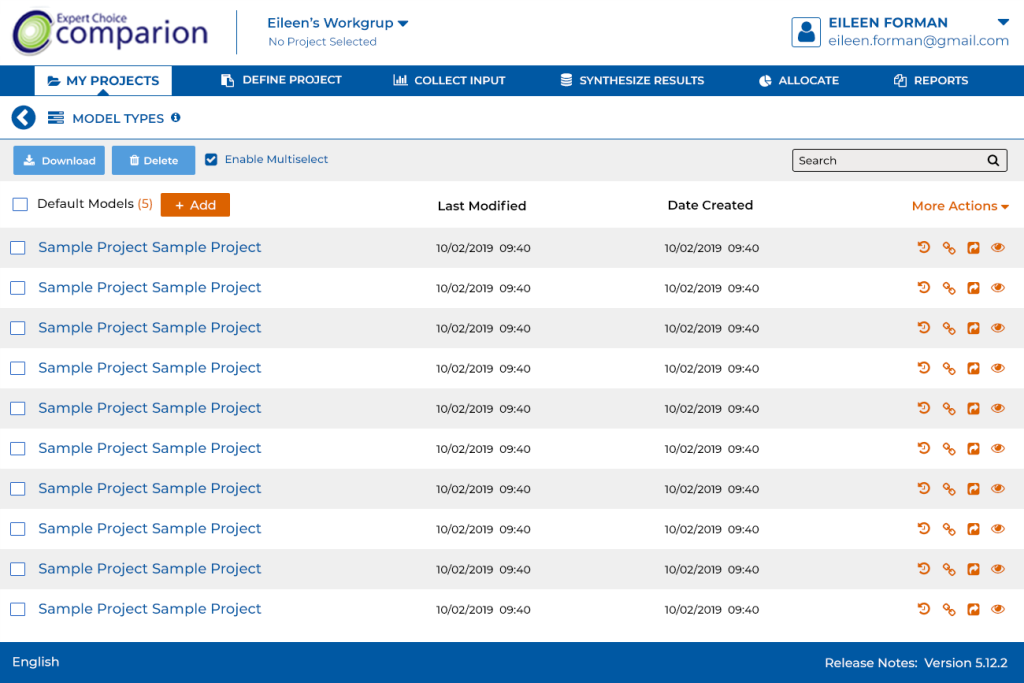 Expert Choice
comparion
Eileen's Workgrup
No Project Selected
EILEEN FORMAN
eileen.forman@gmail.com
MY PROJECTS DEFINE PROJECT COLLECT INPUT SYNTHESIZE RESULTS ALLOCATE REPORTS
MODEL TYPES
Download Delete Enable Multiselect Search
Default Models (5) + Add Last Modified Date Created More Actions
Sample Project Sample Project 10/02/2019 09:40 10/02/2019 09:40
Sample Project Sample Project 10/02/2019 09:40 10/02/2019 09:40
Sample Project Sample Project 10/02/2019 09:40 10/02/2019 09:40
Sample Project Sample Project 10/02/2019 09:40 10/02/2019 09:40
Sample Project Sample Project 10/02/2019 09:40 10/02/2019 09:40
Sample Project Sample Project 10/02/2019 09:40 10/02/2019 09:40
Sample Project Sample Project 10/02/2019 09:40 10/02/2019 09:40
Sample Project Sample Project 10/02/2019 09:40 10/02/2019 09:40
Sample Project Sample Project 10/02/2019 09:40 10/02/2019 09:40
Sample Project Sample Project 10/02/2019 09:40 10/02/2019 09:40
English Release Notes: Version 5.12.2